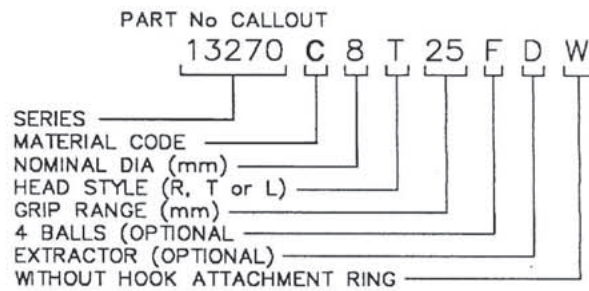 PART No CALLOUT
13270 C 8 T 25 F D W
SERIES
MATERIAL CODE
NOMINAL DIA (mm)
HEAD STYLE (R, T or L)
GRIP RANGE (mm)
4 BALLS (OPTIONAL
EXTRACTOR (OPTIONAL)
WITHOUT HOOK ATTACHMENT RING